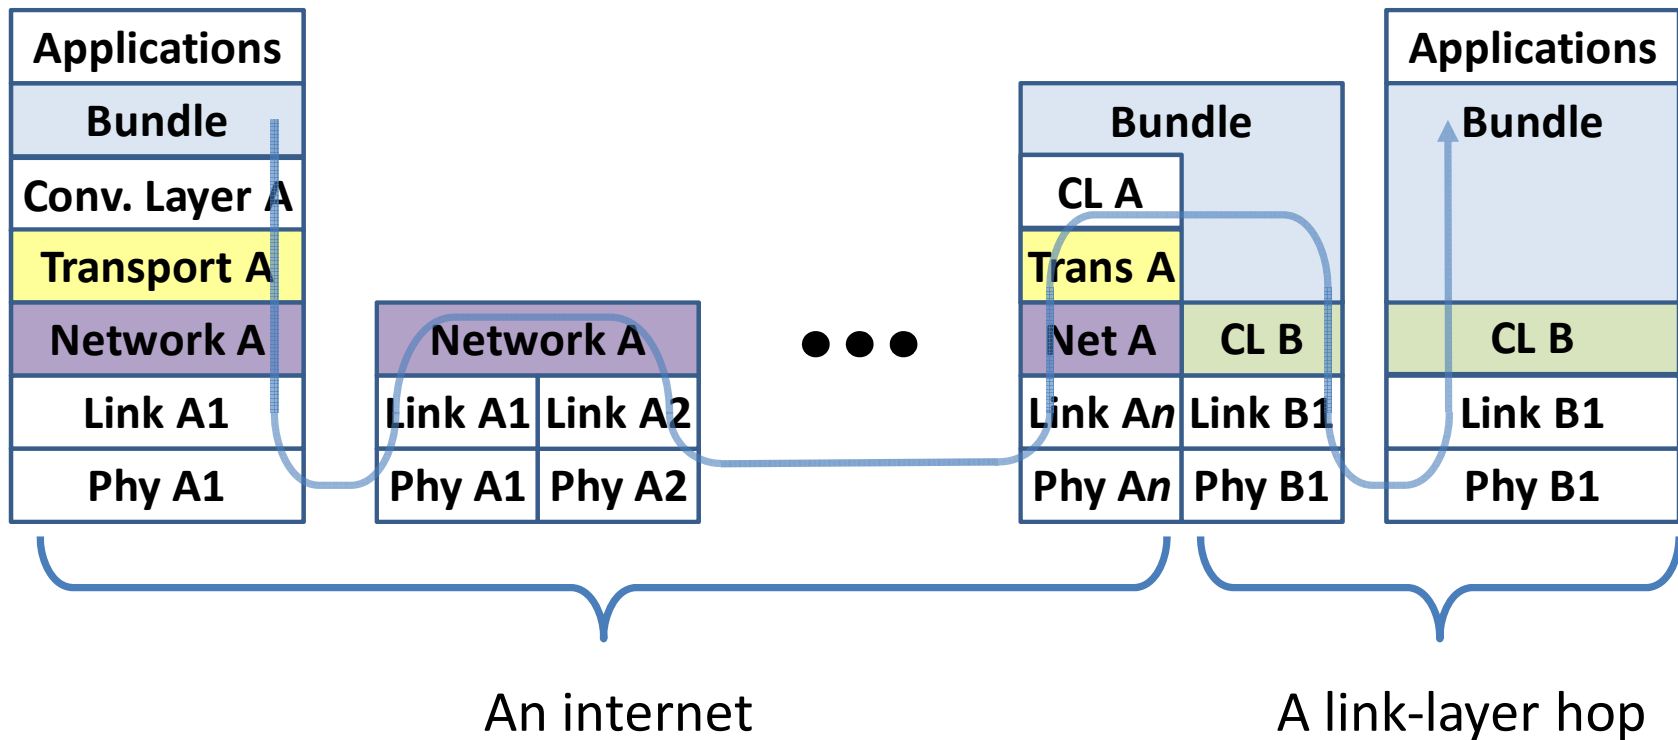 Applications
Bundle
Conv. Layer A
Transport A
Network A
Link A1
Phy A1
Network A
Link A1 Link A2
Phy A1 Phy A2
Bundle
CL A
Trans A
Net A CL B
Link An Link B1
Phy An Phy B1
Applications
Bundle
CL B
Link B1
Phy B1
An internet
A link-layer hop